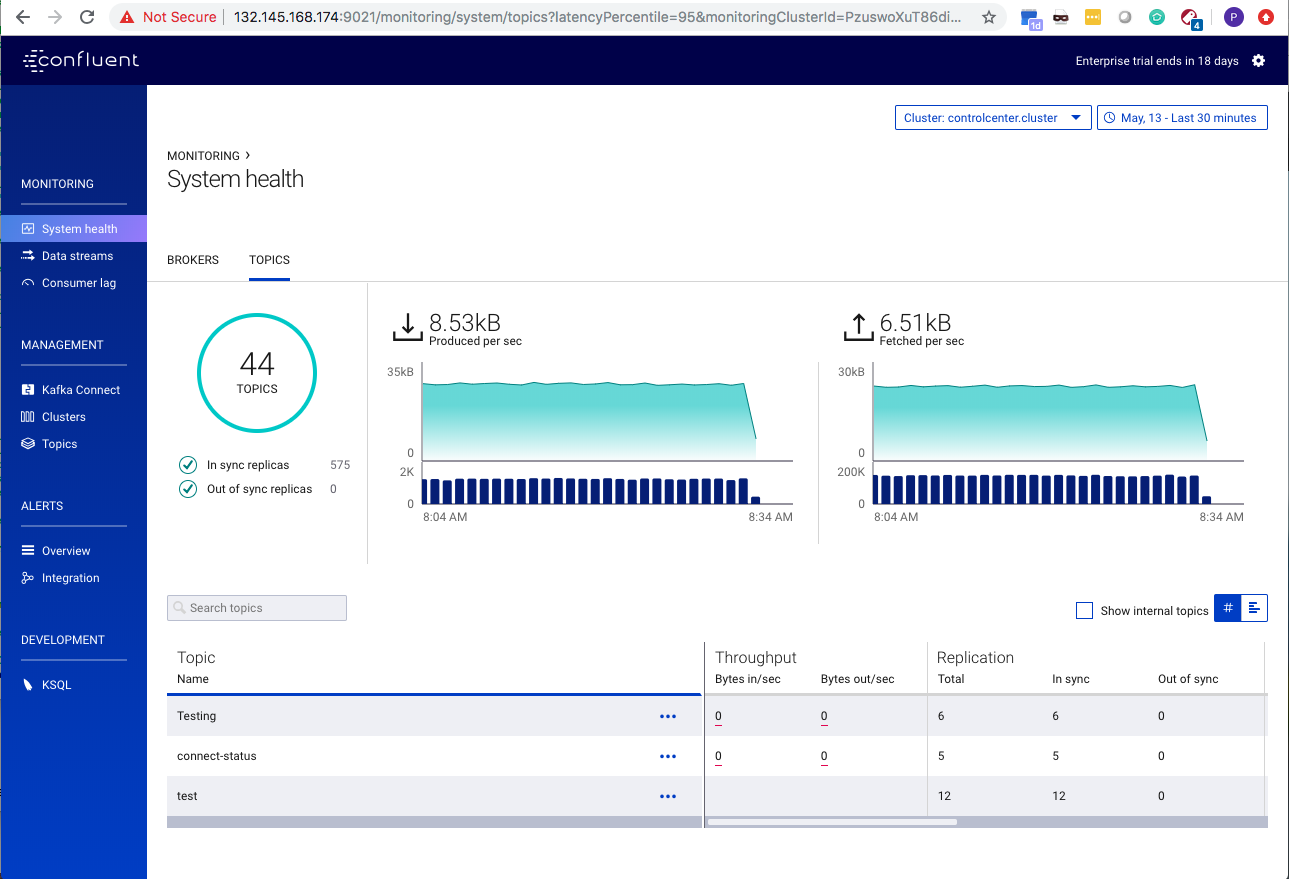 Not Secure
132.145.168.174:9021/monitoring/system/topics?latencyPercentile=95&monitoringClusterId=PzuswoXuT86di...
1d
4
P
confluent
Enterprise trial ends in 18 days
Cluster: controlcenter.cluster
May, 13 - Last 30 minutes
MONITORING
System health
Data streams
Consumer lag
MANAGEMENT
Kafka Connect
Clusters
Topics
ALERTS
Overview
Integration
DEVELOPMENT
KSQL
MONITORING ›
System health
BROKERS
TOPICS
44
TOPICS
In sync replicas 575
Out of sync replicas 0
8.53kB
Produced per sec
35kB
0
2K
0
8:04 AM 8:34 AM
6.51kB
Fetched per sec
30kB
0
200K
0
8:04 AM 8:34 AM
Search topics
Show internal topics
#
Topic Throughput Replication
Name Bytes in/sec Bytes out/sec Total In sync Out of sync
Testing ••• 0 0 6 6 0
connect-status ••• 0 0 5 5 0
test ••• 12 12 0